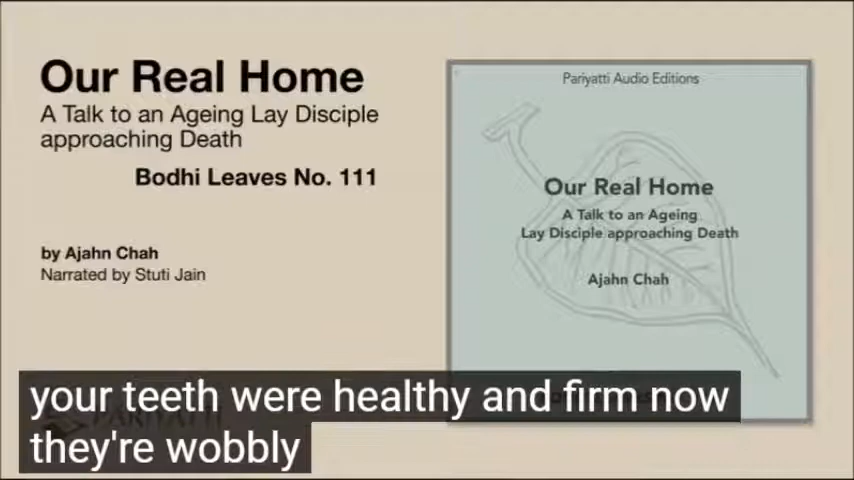 Our Real Home
A Talk to an Ageing Lay Disciple
approaching Death
Bodhi Leaves No. 111
by Ajahn Chah
Narrated by Stuti Jain
Pariyatti Audio Editions
Our Real Home
A Talk to an Ageing
Lay Disciple approaching Death
Ajahn Chah
your teeth were healthy and firm now
they're wobbly